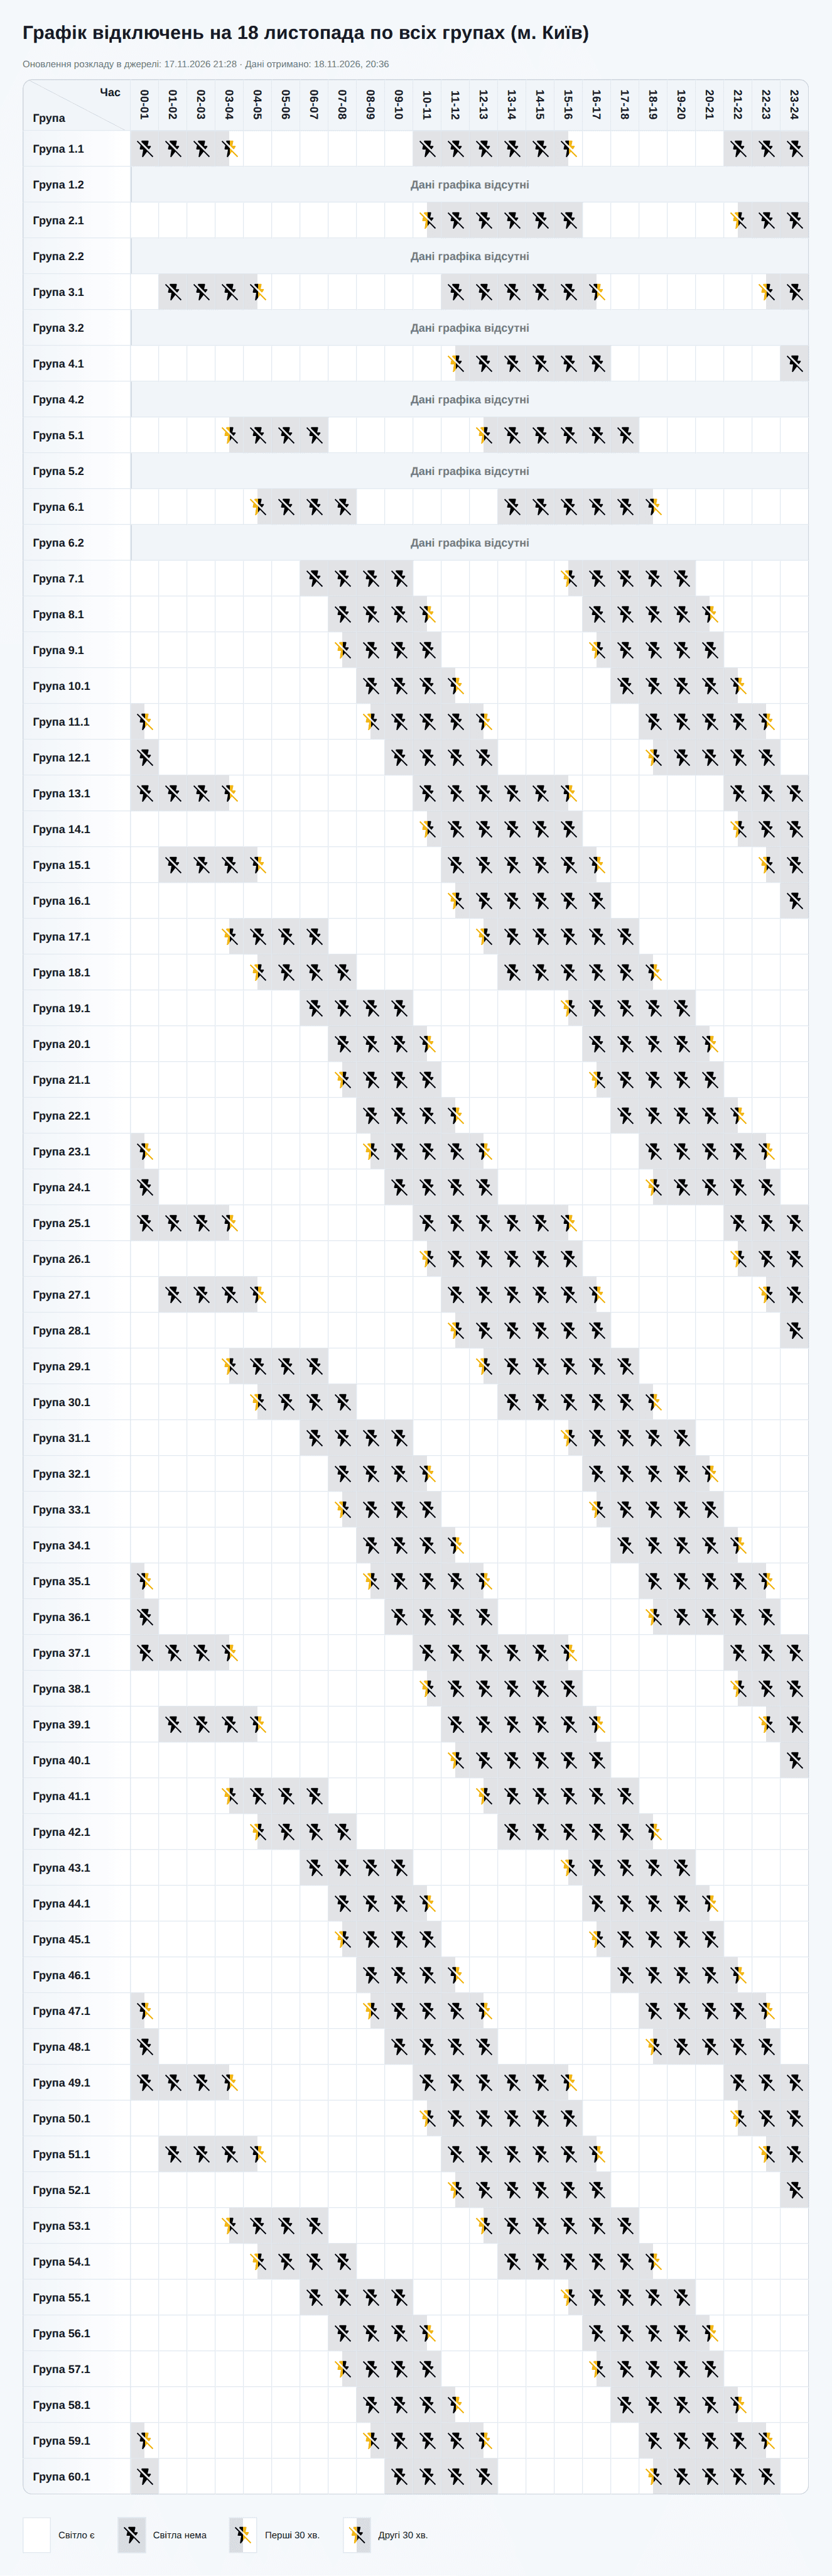 Графік відключень на 18 листопада по всіх групах (м. Київ)
Оновлення розкладу в джерелі: 17.11.2026 21:28 · Дані отримано: 18.11.2026, 20:36
Час
Група
00-01 01-02 02-03 03-04 04-05 05-06 06-07 07-08 08-09 09-10 10-11 11-12 12-13 13-14 14-15 15-16 16-17 17-18 18-19 19-20 20-21 21-22 22-23 23-24
Група 1.1
Група 1.2 Дані графіка відсутні
Група 2.1
Група 2.2 Дані графіка відсутні
Група 3.1
Група 3.2 Дані графіка відсутні
Група 4.1
Група 4.2 Дані графіка відсутні
Група 5.1
Група 5.2 Дані графіка відсутні
Група 6.1
Група 6.2 Дані графіка відсутні
Група 7.1
Група 8.1
Група 9.1
Група 10.1
Група 11.1
Група 12.1
Група 13.1
Група 14.1
Група 15.1
Група 16.1
Група 17.1
Група 18.1
Група 19.1
Група 20.1
Група 21.1
Група 22.1
Група 23.1
Група 24.1
Група 25.1
Група 26.1
Група 27.1
Група 28.1
Група 29.1
Група 30.1
Група 31.1
Група 32.1
Група 33.1
Група 34.1
Група 35.1
Група 36.1
Група 37.1
Група 38.1
Група 39.1
Група 40.1
Група 41.1
Група 42.1
Група 43.1
Група 44.1
Група 45.1
Група 46.1
Група 47.1
Група 48.1
Група 49.1
Група 50.1
Група 51.1
Група 52.1
Група 53.1
Група 54.1
Група 55.1
Група 56.1
Група 57.1
Група 58.1
Група 59.1
Група 60.1
Світло є Світла нема Перші 30 хв. Другі 30 хв.